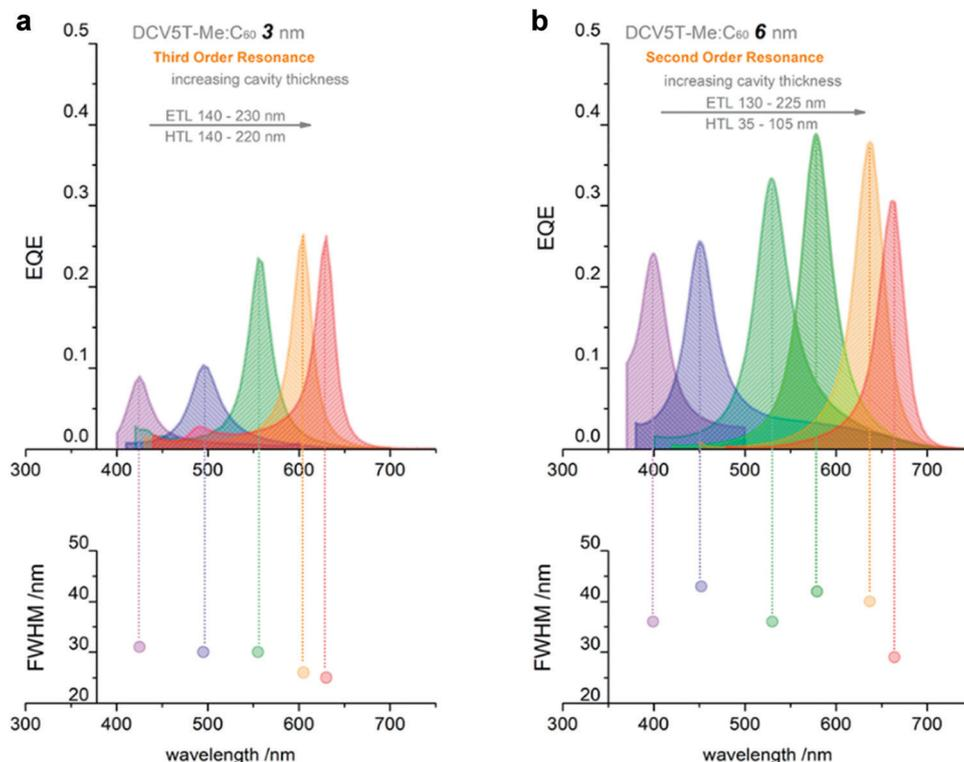 a
DCV5T-Me:C60 3 nm
Third Order Resonance
increasing cavity thickness
ETL 140 - 230 nm
HTL 140 - 220 nm
EQE
0.5
0.4
0.3
0.2
0.1
0.0
300 400 500 600 700
FWHM /nm
50
40
30
20
300 400 500 600 700
wavelength /nm
b
DCV5T-Me:C60 6 nm
Second Order Resonance
increasing cavity thickness
ETL 130 - 225 nm
HTL 35 - 105 nm
EQE
0.5
0.4
0.3
0.2
0.1
0.0
300 400 500 600 700
FWHM /nm
50
40
30
20
300 400 500 600 700
wavelength /nm